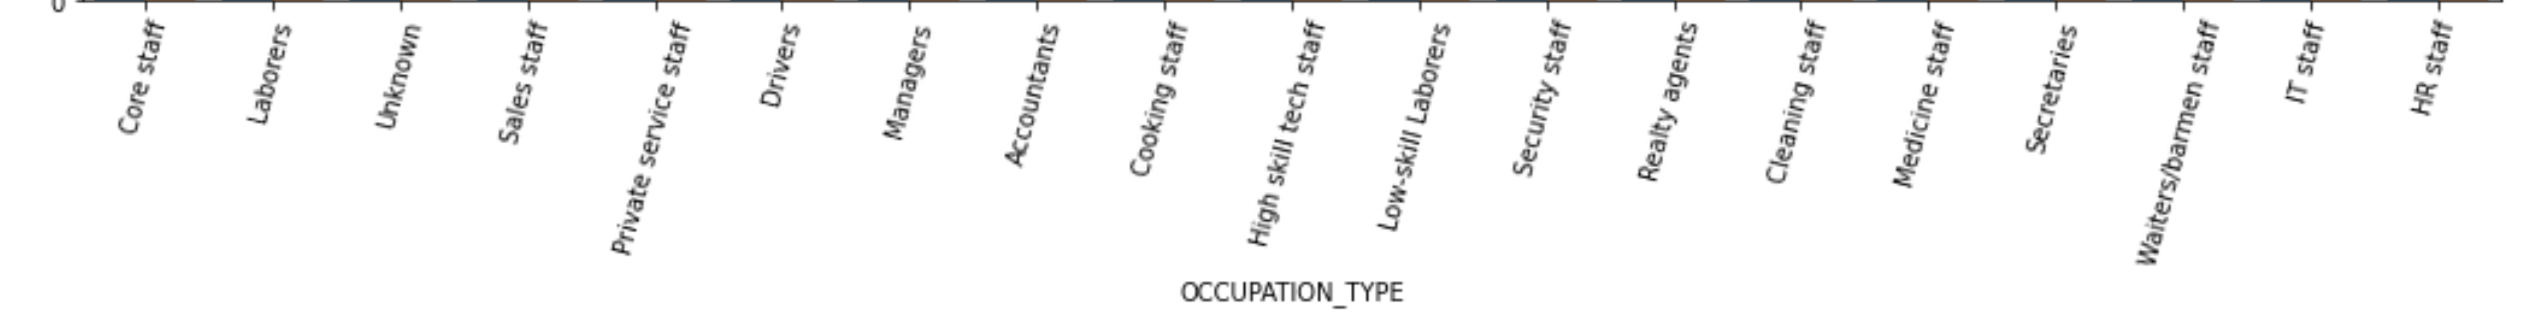 0
Core staff
Laborers
Unknown
Sales staff
Private service staff
Drivers
Managers
Accountants
Cooking staff
High skill tech staff
Low-skill Laborers
Security staff
Realty agents
Cleaning staff
Medicine staff
Secretaries
Waiters/barmen staff
IT staff
HR staff
OCCUPATION_TYPE